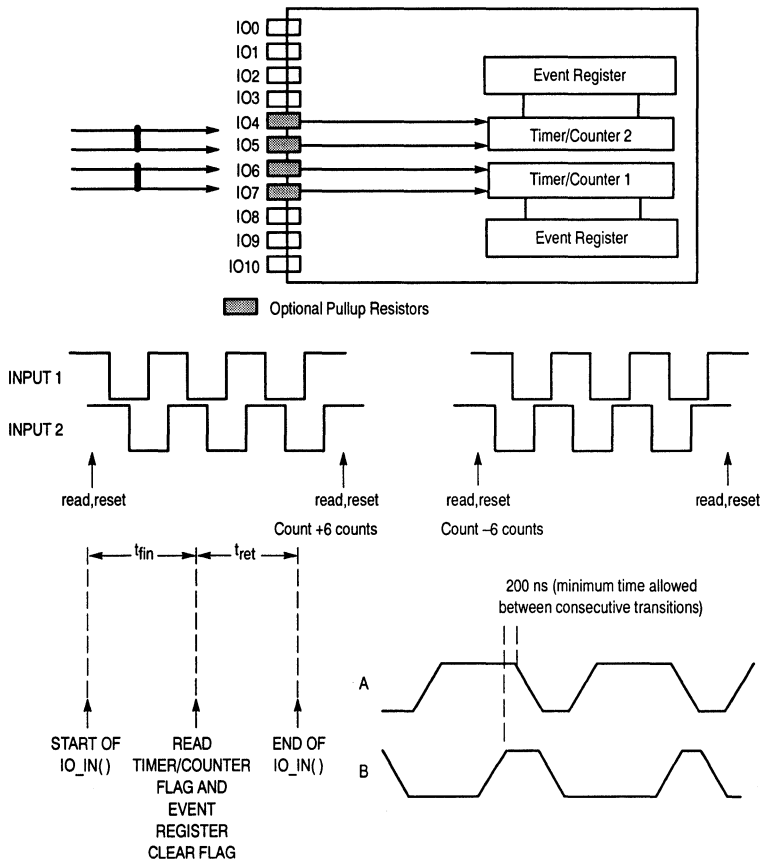 IO0
IO1
IO2
IO3
IO4
IO5
IO6
IO7
IO8
IO9
IO10
Event Register
Timer/Counter 2
Timer/Counter 1
Event Register
Optional Pullup Resistors
INPUT 1
INPUT 2
read,reset
read,reset
read,reset
read,reset
Count +6 counts
Count –6 counts
tfin
tret
200 ns (minimum time allowed
between consecutive transitions)
A
B
START OF
IO_IN( )
READ
TIMER/COUNTER
FLAG AND
EVENT
REGISTER
CLEAR FLAG
END OF
IO_IN( )